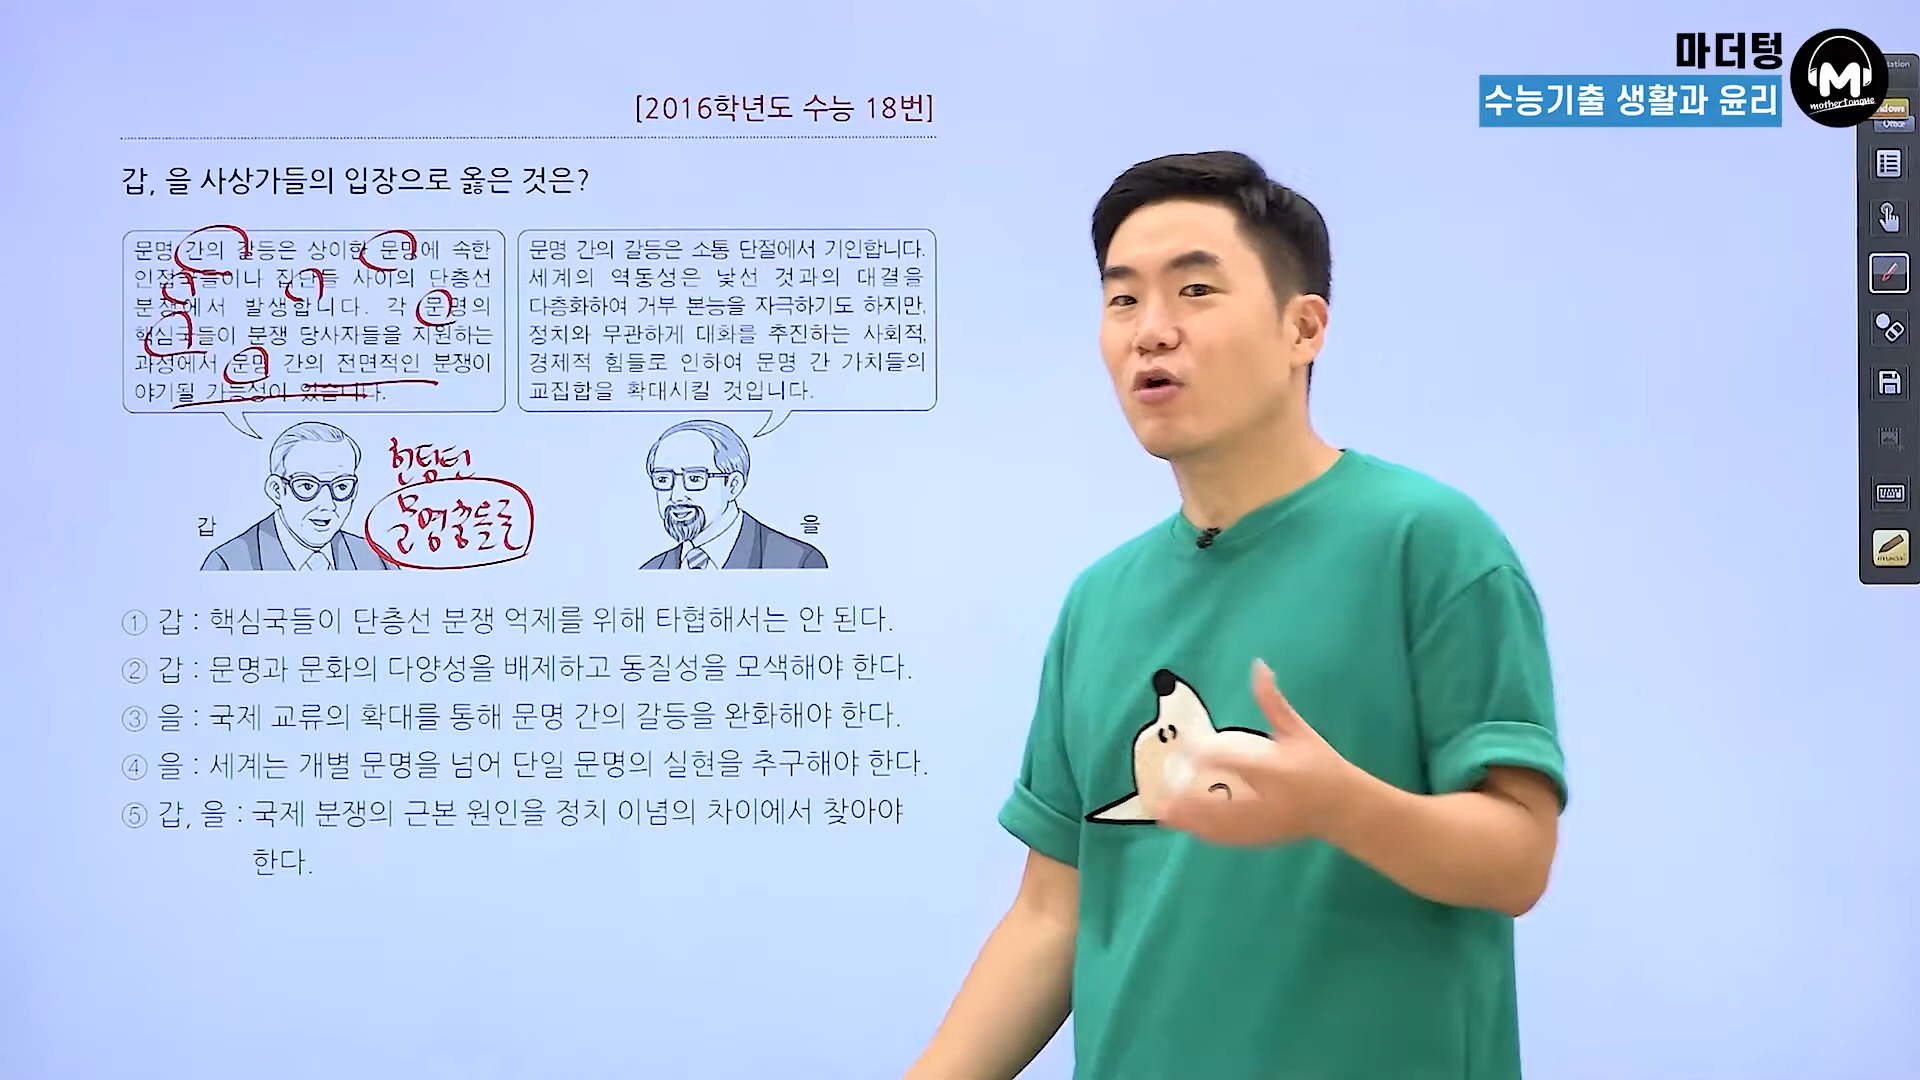 마더텅
수능기출 생활과 윤리
M
mothertongue
[2016학년도 수능 18번]
갑, 을 사상가들의 입장으로 옳은 것은?
문명 간의 갈등은 상이한 문명에 속한
인접국들이나 집단들 사이의 단층선
분쟁에서 발생합니다. 각 문명의
핵심국들이 분쟁 당사자들을 지원하는
과정에서 문명 간의 전면적인 분쟁이
야기될 가능성이 있습니다.
문명 간의 갈등은 소통 단절에서 기인합니다.
세계의 역동성은 낯선 것과의 대결을
다층화하여 거부 본능을 자극하기도 하지만,
정치와 무관하게 대화를 추진하는 사회적,
경제적 힘들로 인하여 문명 간 가치들의
교집합을 확대시킬 것입니다.
헌팅턴
문명충돌론
갑
을
① 갑 : 핵심국들이 단층선 분쟁 억제를 위해 타협해서는 안 된다.
② 갑 : 문명과 문화의 다양성을 배제하고 동질성을 모색해야 한다.
③ 을 : 국제 교류의 확대를 통해 문명 간의 갈등을 완화해야 한다.
④ 을 : 세계는 개별 문명을 넘어 단일 문명의 실현을 추구해야 한다.
⑤ 갑, 을 : 국제 분쟁의 근본 원인을 정치 이념의 차이에서 찾아야
한다.
Office